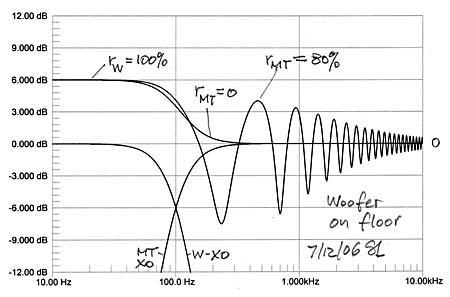 12.00 dB
9.000 dB
6.000 dB
3.000 dB
0.000 dB
-3.000 dB
-6.000 dB
-9.000 dB
-12.00 dB
rW=100%
rMT=0
rMT=80%
0
MT-
XO
W-XO
Woofer
on floor
7/12/06 SL
10.00 Hz
100.0 Hz
1.000kHz
10.00kHz